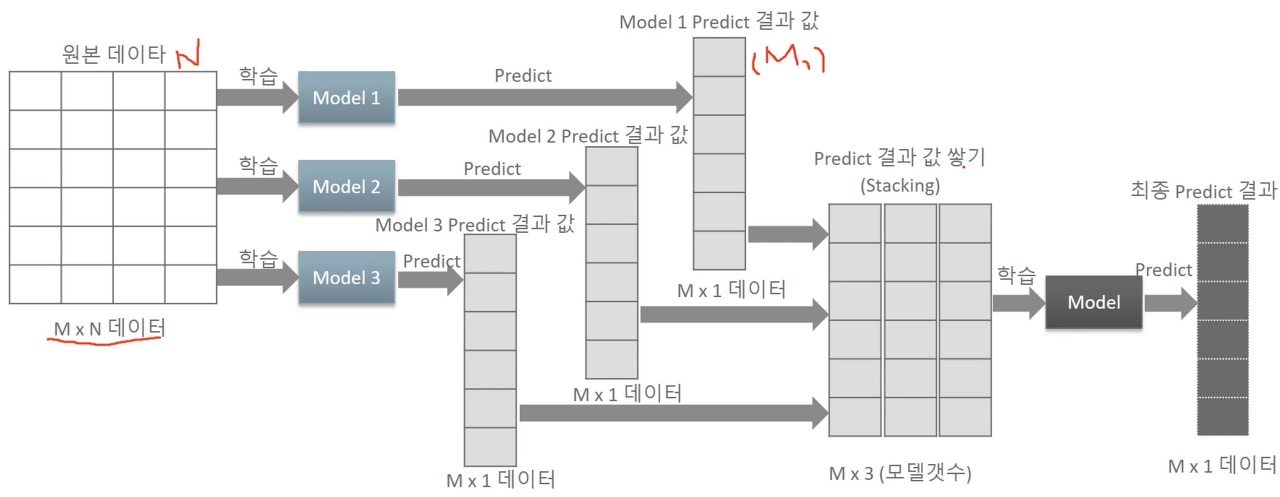 Model 1 Predict 결과 값
원본 데이타 N
(M,)
학습
Model 1
Predict
Model 2 Predict 결과 값
학습
Model 2
Predict
Predict 결과 값 쌓기
(Stacking)
최종 Predict 결과
Model 3 Predict 결과 값
학습
Model 3
Predict
학습
Model
Predict
M x 1 데이터
M x N 데이터
M x 1 데이터
M x 1 데이터
M x 3 (모델갯수)
M x 1 데이터